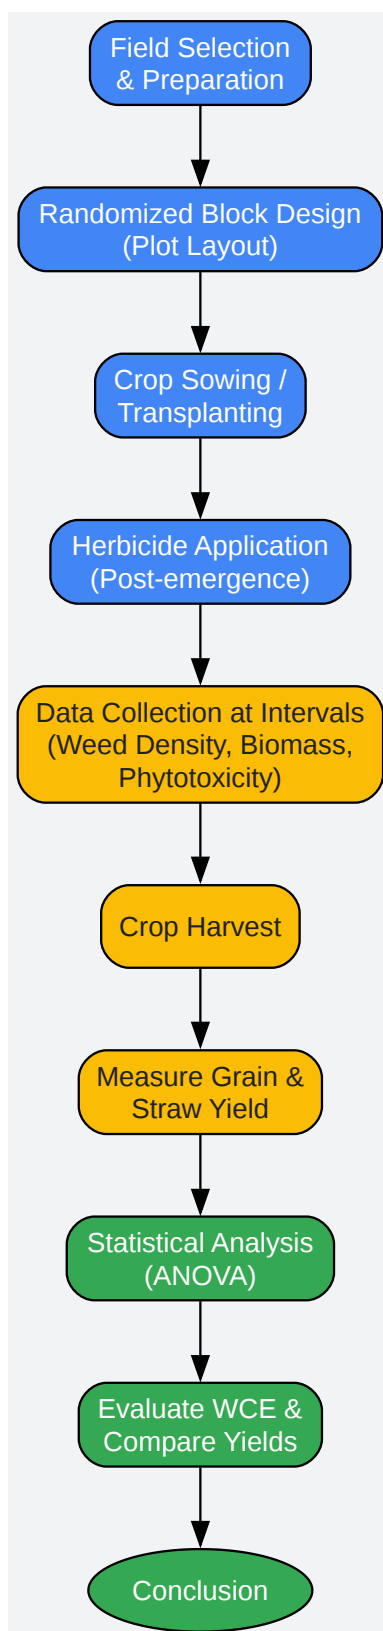 Field Selection
& Preparation
Randomized Block Design
(Plot Layout)
Crop Sowing /
Transplanting
Herbicide Application
(Post-emergence)
Data Collection at Intervals
(Weed Density, Biomass,
Phytotoxicity)
Crop Harvest
Measure Grain &
Straw Yield
Statistical Analysis
(ANOVA)
Evaluate WCE &
Compare Yields
Conclusion